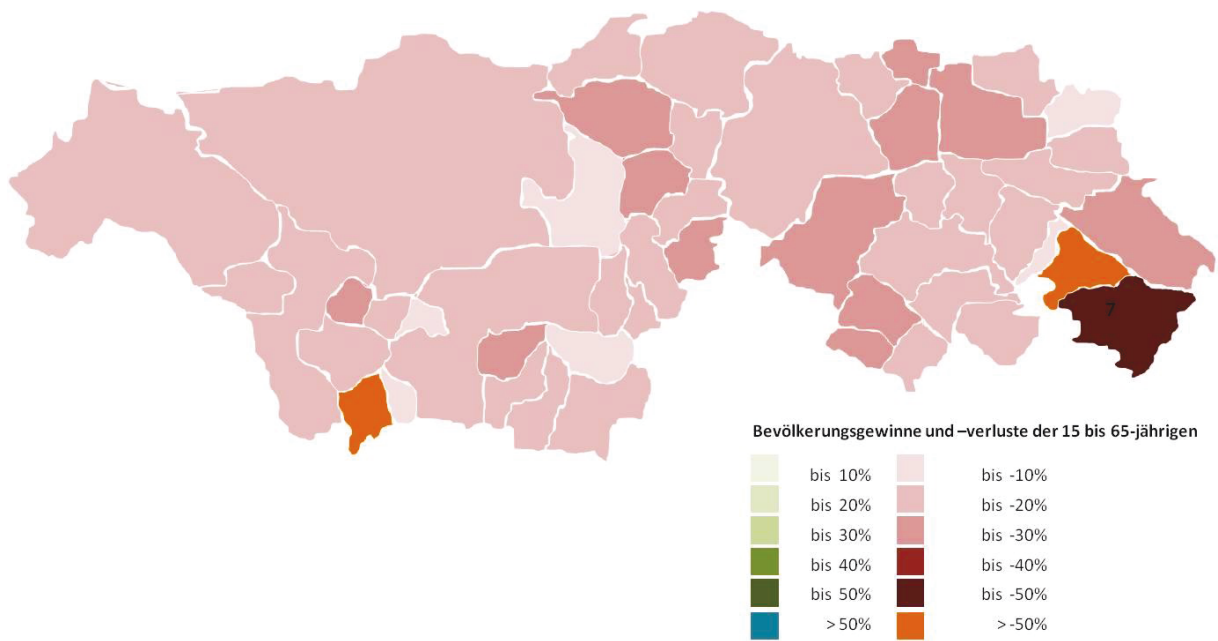 7
Bevölkerungsgewinne und –verluste der 15 bis 65-jährigen
bis 10% bis -10%
bis 20% bis -20%
bis 30% bis -30%
bis 40% bis -40%
bis 50% bis -50%
> 50% > -50%